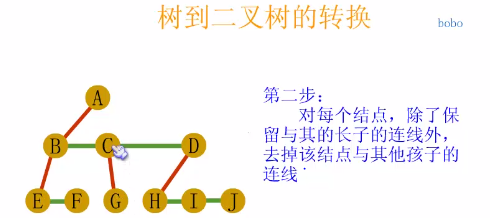 树到二叉树的转换
bobo
第二步：
对每个结点，除了保
留与其的长子的连线外，
去掉该结点与其他孩子的
连线
A
B C D
E F G H I J